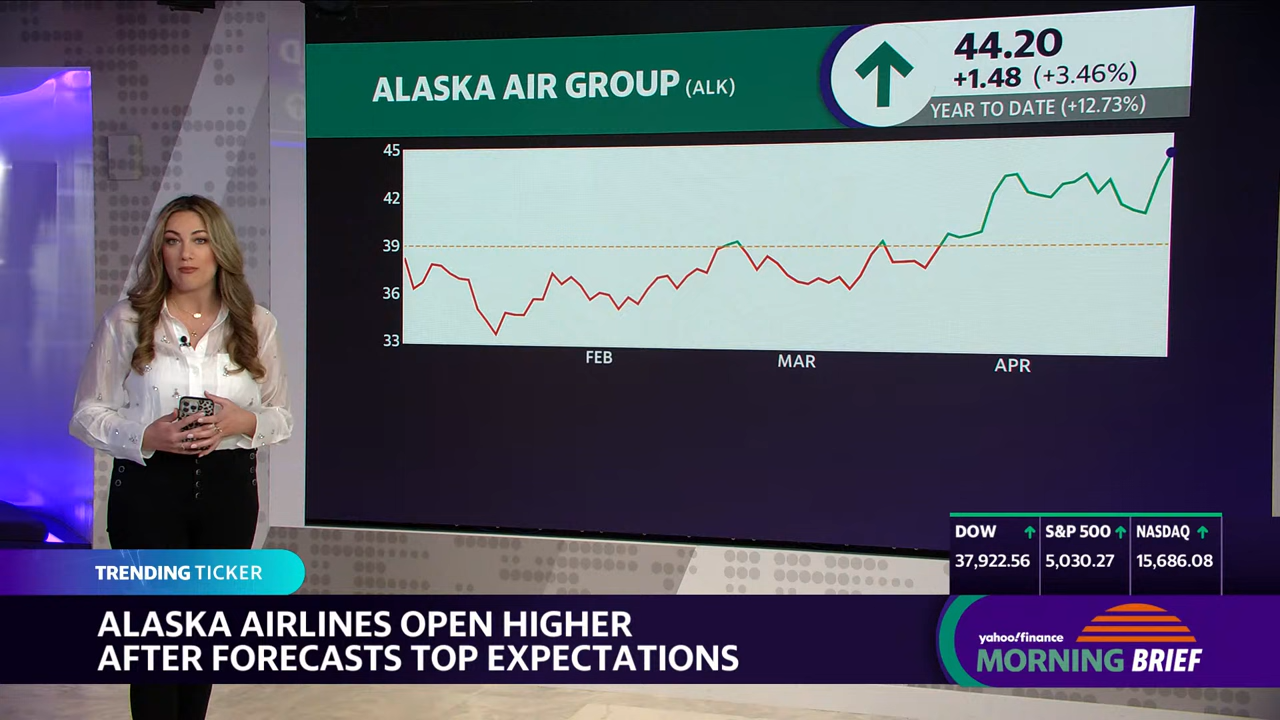 ALASKA AIR GROUP (ALK)
44.20
+1.48 (+3.46%)
YEAR TO DATE (+12.73%)
45
42
39
36
33
FEB MAR APR
DOW S&P 500 NASDAQ
37,922.56 5,030.27 15,686.08
TRENDING TICKER
ALASKA AIRLINES OPEN HIGHER
AFTER FORECASTS TOP EXPECTATIONS
yahoo!finance
MORNING BRIEF